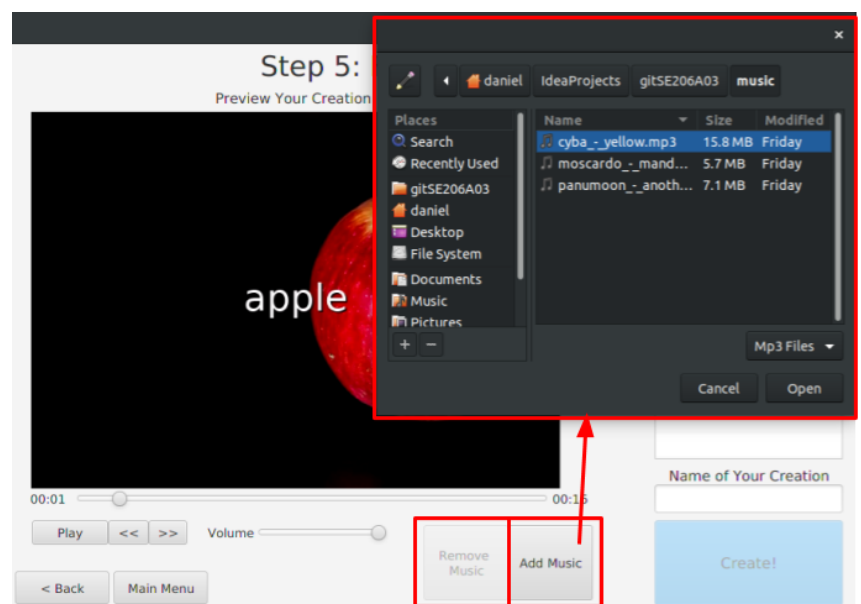 Step 5:
Preview Your Creation
apple
00:01
00:15
Play << >> Volume
Remove
Music
Add Music
< Back Main Menu
Name of Your Creation
Create!
×
daniel IdeaProjects gitSE206A03 music
Places
Search
Recently Used
gitSE206A03
daniel
Desktop
File System
Documents
Music
Pictures
+ −
Name Size Modified
cyba_-_yellow.mp3 15.8 MB Friday
moscardo_-_mand... 5.7 MB Friday
panumoon_-_anoth... 7.1 MB Friday
Mp3 Files
Cancel Open